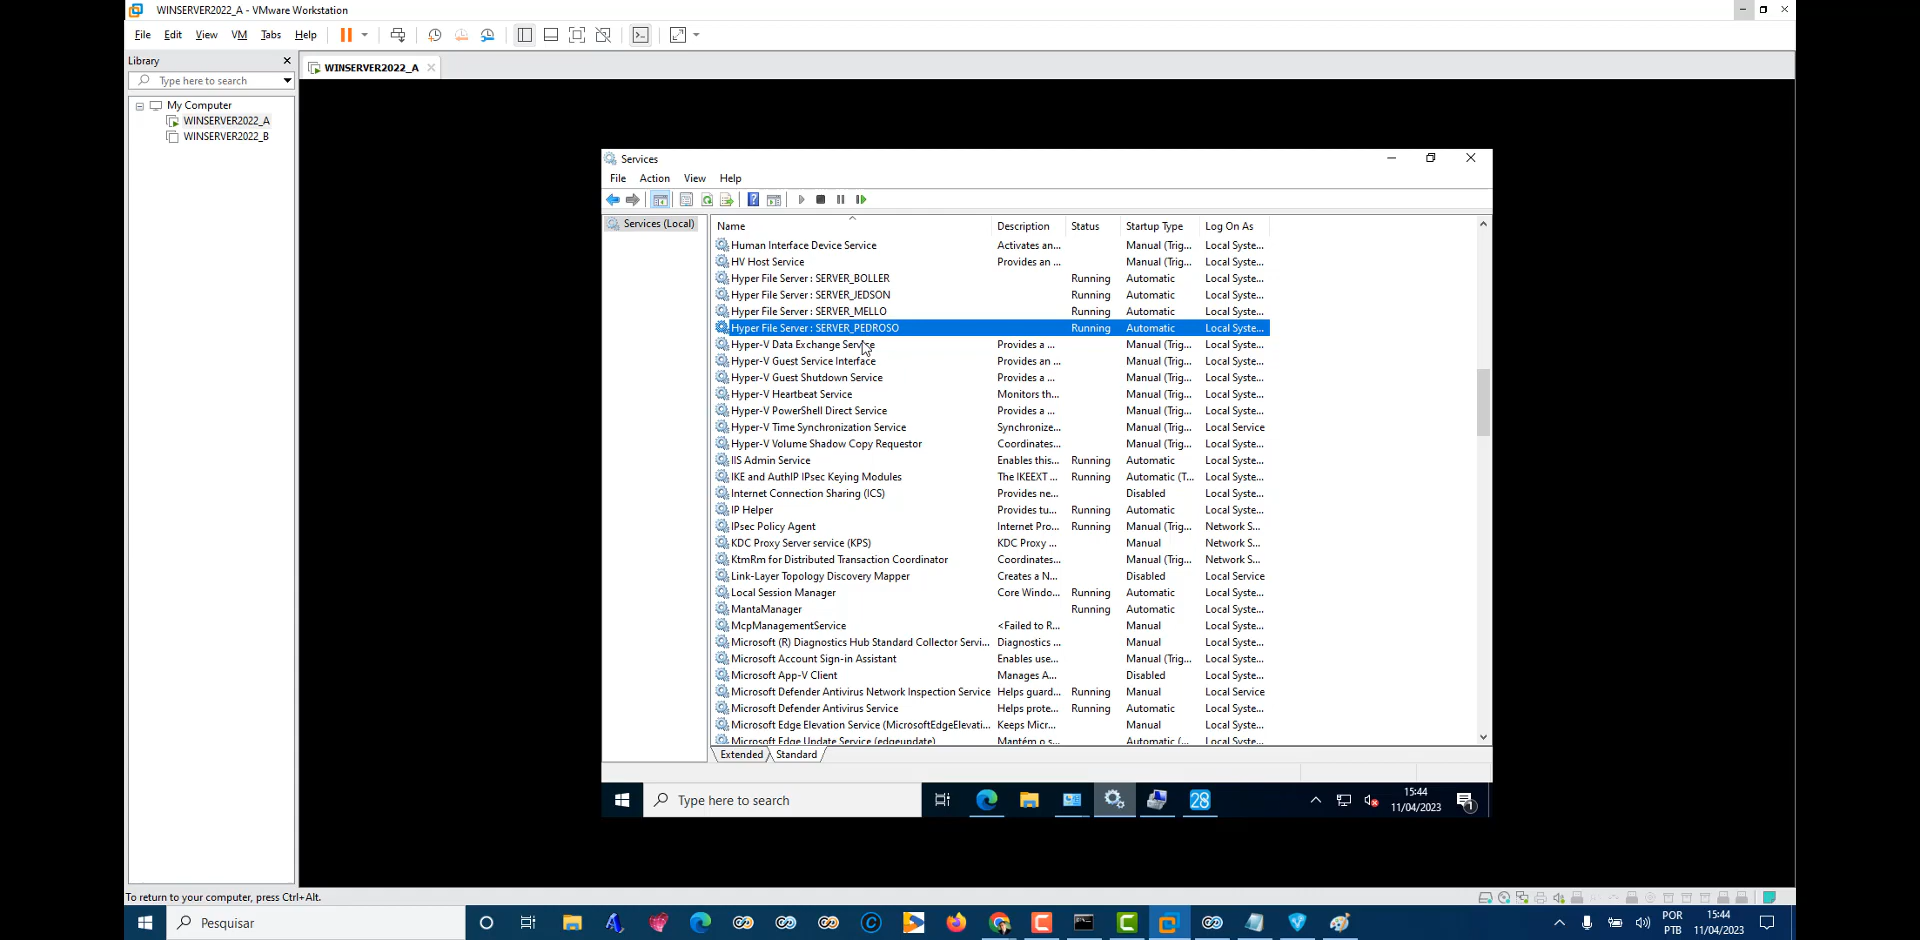 WINSERVER2022_A - VMware Workstation
File Edit View VM Tabs Help
Library
WINSERVER2022_A
Type here to search
My Computer
WINSERVER2022_A
WINSERVER2022_B
Services
File Action View Help
Services (Local)
Name Description Status Startup Type Log On As
Human Interface Device Service Activates an... Manual (Trig... Local Syste...
HV Host Service Provides an ... Manual (Trig... Local Syste...
Hyper File Server : SERVER_BOLLER Running Automatic Local Syste...
Hyper File Server : SERVER_JEDSON Running Automatic Local Syste...
Hyper File Server : SERVER_MELLO Running Automatic Local Syste...
Hyper File Server : SERVER_PEDROSO Running Automatic Local Syste...
Hyper-V Data Exchange Service Provides a ... Manual (Trig... Local Syste...
Hyper-V Guest Service Interface Provides an ... Manual (Trig... Local Syste...
Hyper-V Guest Shutdown Service Provides a ... Manual (Trig... Local Syste...
Hyper-V Heartbeat Service Monitors th... Manual (Trig... Local Syste...
Hyper-V PowerShell Direct Service Provides a ... Manual (Trig... Local Syste...
Hyper-V Time Synchronization Service Synchronize... Manual (Trig... Local Service
Hyper-V Volume Shadow Copy Requestor Coordinates... Manual (Trig... Local Syste...
IIS Admin Service Enables this... Running Automatic Local Syste...
IKE and AuthIP IPsec Keying Modules The IKEEXT ... Running Automatic (T... Local Syste...
Internet Connection Sharing (ICS) Provides ne... Disabled Local Syste...
IP Helper Provides tu... Running Automatic Local Syste...
IPsec Policy Agent Internet Pro... Running Manual (Trig... Network S...
KDC Proxy Server service (KPS) KDC Proxy ... Manual Network S...
KtmRm for Distributed Transaction Coordinator Coordinates... Manual (Trig... Network S...
Link-Layer Topology Discovery Mapper Creates a N... Disabled Local Service
Local Session Manager Core Windo... Running Automatic Local Syste...
MantaManager Running Automatic Local Syste...
McpManagementService <Failed to R... Manual Local Syste...
Microsoft (R) Diagnostics Hub Standard Collector Servi... Diagnostics ... Manual Local Syste...
Microsoft Account Sign-in Assistant Enables use... Manual (Trig... Local Syste...
Microsoft App-V Client Manages A... Disabled Local Syste...
Microsoft Defender Antivirus Network Inspection Service Helps guard... Running Manual Local Service
Microsoft Defender Antivirus Service Helps prote... Running Automatic Local Syste...
Microsoft Edge Elevation Service (MicrosoftEdgeElevati... Keeps Micr... Manual Local Syste...
Microsoft Edge Update Service (edgeupdate) Mantém o s... Automatic (... Local Syste...
Extended Standard
Type here to search
28
15:44
11/04/2023
1
To return to your computer, press Ctrl+Alt.
Pesquisar
POR
PTB
15:44
11/04/2023